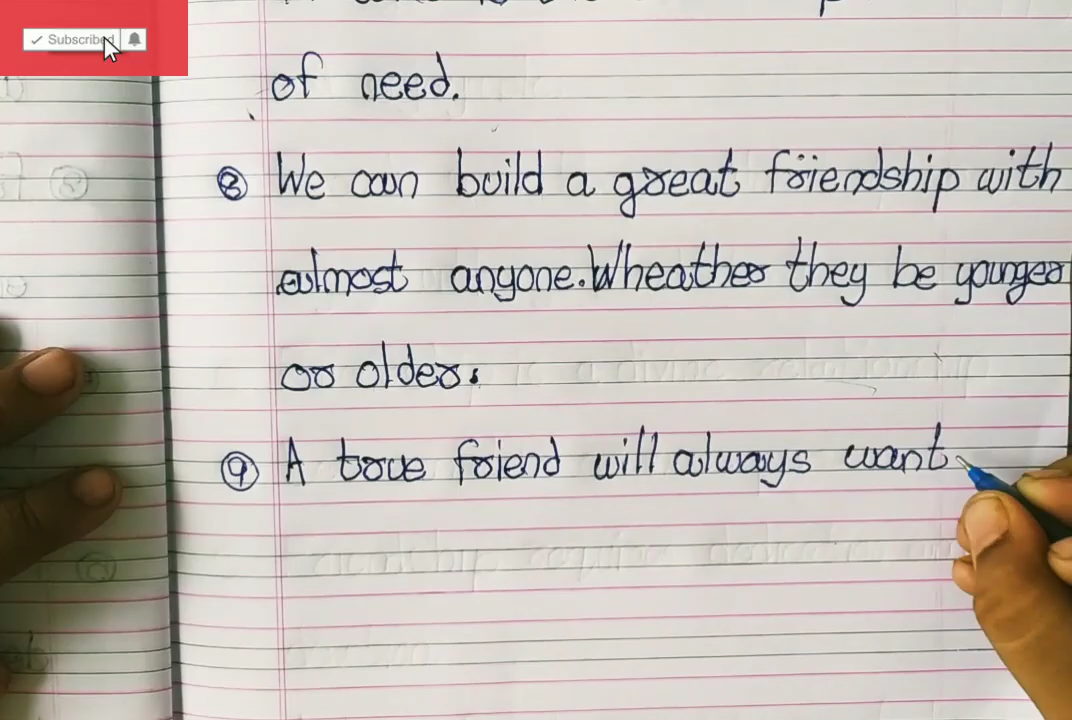 Subscribed
of need.
⑧ We can build a great friendship with
almost anyone. Wheather they be younger
or older.
⑨ A true friend will always want